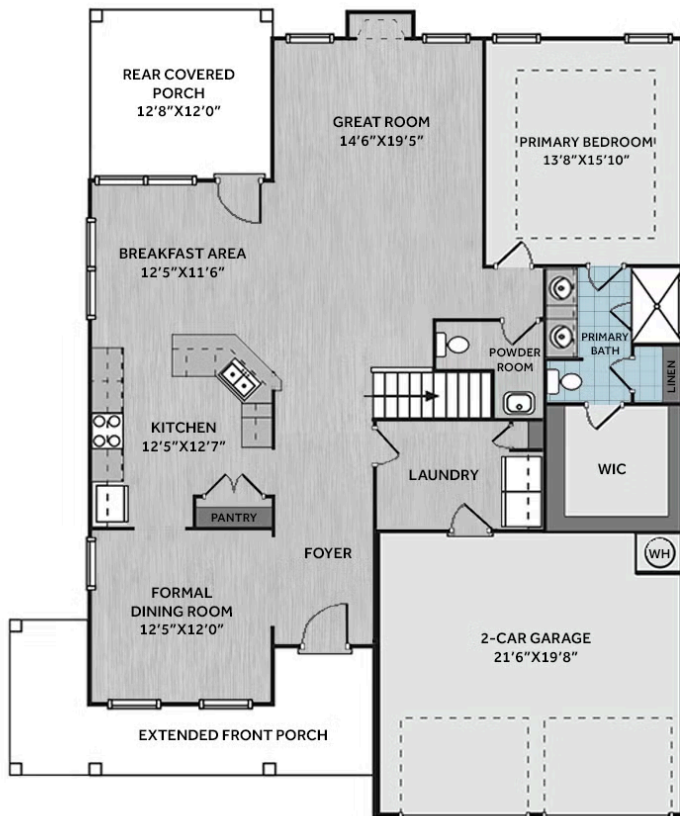 REAR COVERED
PORCH
12'8"X12'0"
GREAT ROOM
14'6"X19'5"
PRIMARY BEDROOM
13'8"X15'10"
BREAKFAST AREA
12'5"X11'6"
PRIMARY
BATH
POWDER
ROOM
LINEN
KITCHEN
12'5"X12'7"
LAUNDRY
WIC
PANTRY
FOYER
WH
FORMAL
DINING ROOM
12'5"X12'0"
2-CAR GARAGE
21'6"X19'8"
EXTENDED FRONT PORCH